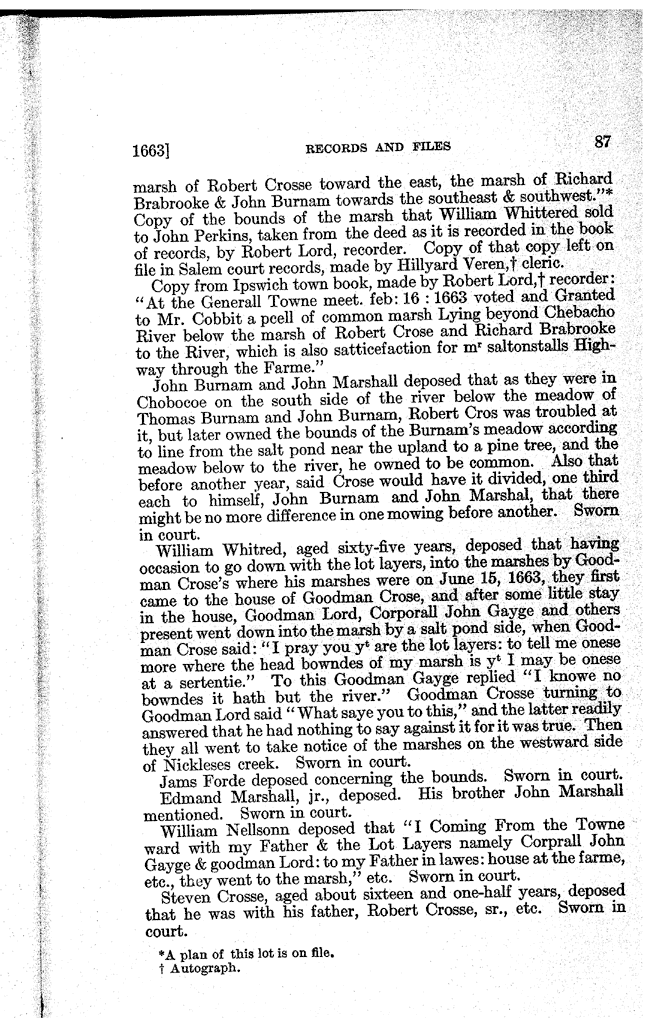 1663] RECORDS AND FILES 87
marsh of Robert Crosse toward the east, the marsh of Richard
Brabrooke & John Burnam towards the southeast & southwest."*
Copy of the bounds of the marsh that William Whittered sold
to John Perkins, taken from the deed as it is recorded in the book
of records, by Robert Lord, recorder. Copy of that copy left on
file in Salem court records, made by Hillyard Veren,† cleric.
Copy from Ipswich town book, made by Robert Lord,† recorder:
"At the Generall Towne meet. feb: 16 : 1663 voted and Granted
to Mr. Cobbit a pcell of common marsh Lying beyond Chebacho
River below the marsh of Robert Crose and Richard Brabrooke
to the River, which is also satticefaction for mʳ saltonstalls High-
way through the Farme."
John Burnam and John Marshall deposed that as they were in
Chobocoe on the south side of the river below the meadow of
Thomas Burnam and John Burnam, Robert Cros was troubled at
it, but later owned the bounds of the Burnam's meadow according
to line from the salt pond near the upland to a pine tree, and the
meadow below to the river, he owned to be common. Also that
before another year, said Crose would have it divided, one third
each to himself, John Burnam and John Marshal, that there
might be no more difference in one mowing before another. Sworn
in court.
William Whitred, aged sixty-five years, deposed that having
occasion to go down with the lot layers, into the marshes by Good-
man Crose's where his marshes were on June 15, 1663, they first
came to the house of Goodman Crose, and after some little stay
in the house, Goodman Lord, Corporall John Gayge and others
present went down into the marsh by a salt pond side, when Good-
man Crose said: "I pray you yᵗ are the lot layers: to tell me onese
more where the head bowndes of my marsh is yᵗ I may be onese
at a sertentie." To this Goodman Gayge replied "I knowe no
bowndes it hath but the river." Goodman Crosse turning to
Goodman Lord said "What saye you to this," and the latter readily
answered that he had nothing to say against it for it was true. Then
they all went to take notice of the marshes on the westward side
of Nickleses creek. Sworn in court.
Jams Forde deposed concerning the bounds. Sworn in court.
Edmand Marshall, jr., deposed. His brother John Marshall
mentioned. Sworn in court.
William Nellsonn deposed that "I Coming From the Towne
ward with my Father & the Lot Layers namely Corprall John
Gayge & goodman Lord: to my Father in lawes: house at the farme,
etc., they went to the marsh," etc. Sworn in court.
Steven Crosse, aged about sixteen and one-half years, deposed
that he was with his father, Robert Crosse, sr., etc. Sworn in
court.
*A plan of this lot is on file.
† Autograph.